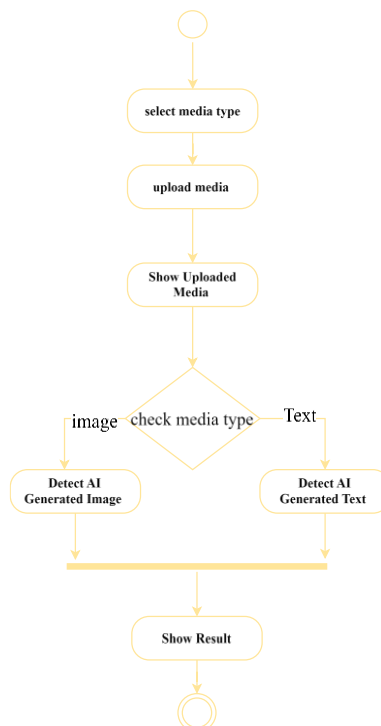 select media type
upload media
Show Uploaded
Media
check media type
image
Text
Detect AI
Generated Image
Detect AI
Generated Text
Show Result